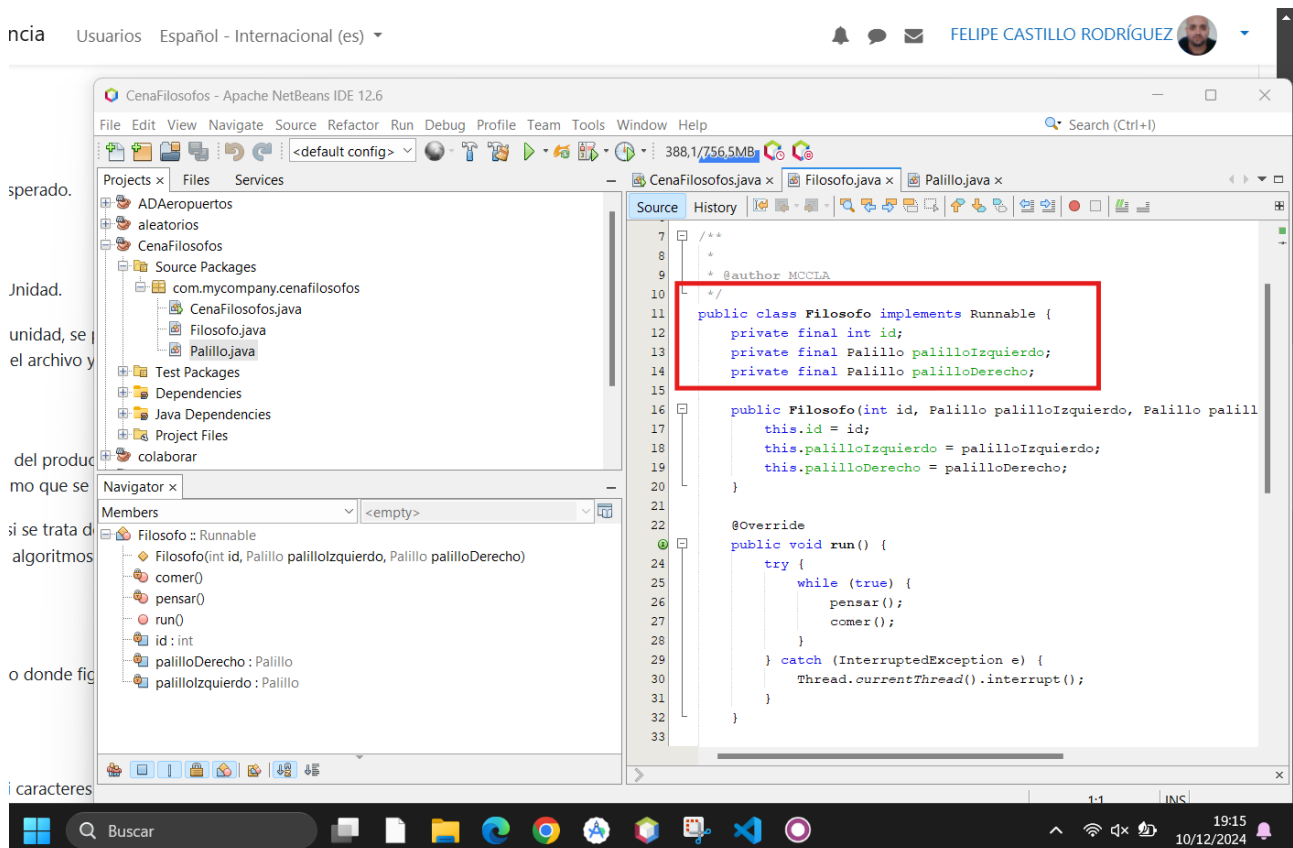 ncia Usuarios Español - Internacional (es) FELIPE CASTILLO RODRÍGUEZ
CenaFilosofos - Apache NetBeans IDE 12.6
File Edit View Navigate Source Refactor Run Debug Profile Team Tools Window Help Search (Ctrl+I)
<default config> 388,1/756,5MB
Projects × Files Services
ADAeropuertos
aleatorios
CenaFilosofos
Source Packages
com.mycompany.cenafilosofos
CenaFilosofos.java
Filosofo.java
Palillo.java
Test Packages
Dependencies
Java Dependencies
Project Files
colaborar
sperado.
Unidad.
unidad, se
el archivo y
del produc
mo que se
si se trata d
algoritmos
o donde fig
i caracteres
Navigator ×
Members <empty>
Filosofo :: Runnable
Filosofo(int id, Palillo palilloIzquierdo, Palillo palilloDerecho)
comer()
pensar()
run()
id : int
palilloDerecho : Palillo
palilloIzquierdo : Palillo
CenaFilosofos.java × Filosofo.java × Palillo.java ×
Source History
7 /**
8 *
9 * @author MCCLA
10 */
11 public class Filosofo implements Runnable {
12 private final int id;
13 private final Palillo palilloIzquierdo;
14 private final Palillo palilloDerecho;
15
16 public Filosofo(int id, Palillo palilloIzquierdo, Palillo palill
17 this.id = id;
18 this.palilloIzquierdo = palilloIzquierdo;
19 this.palilloDerecho = palilloDerecho;
20 }
21
22 @Override
public void run() {
24 try {
25 while (true) {
26 pensar();
27 comer();
28 }
29 } catch (InterruptedException e) {
30 Thread.currentThread().interrupt();
31 }
32 }
33
1:1 INS
Buscar
19:15
10/12/2024